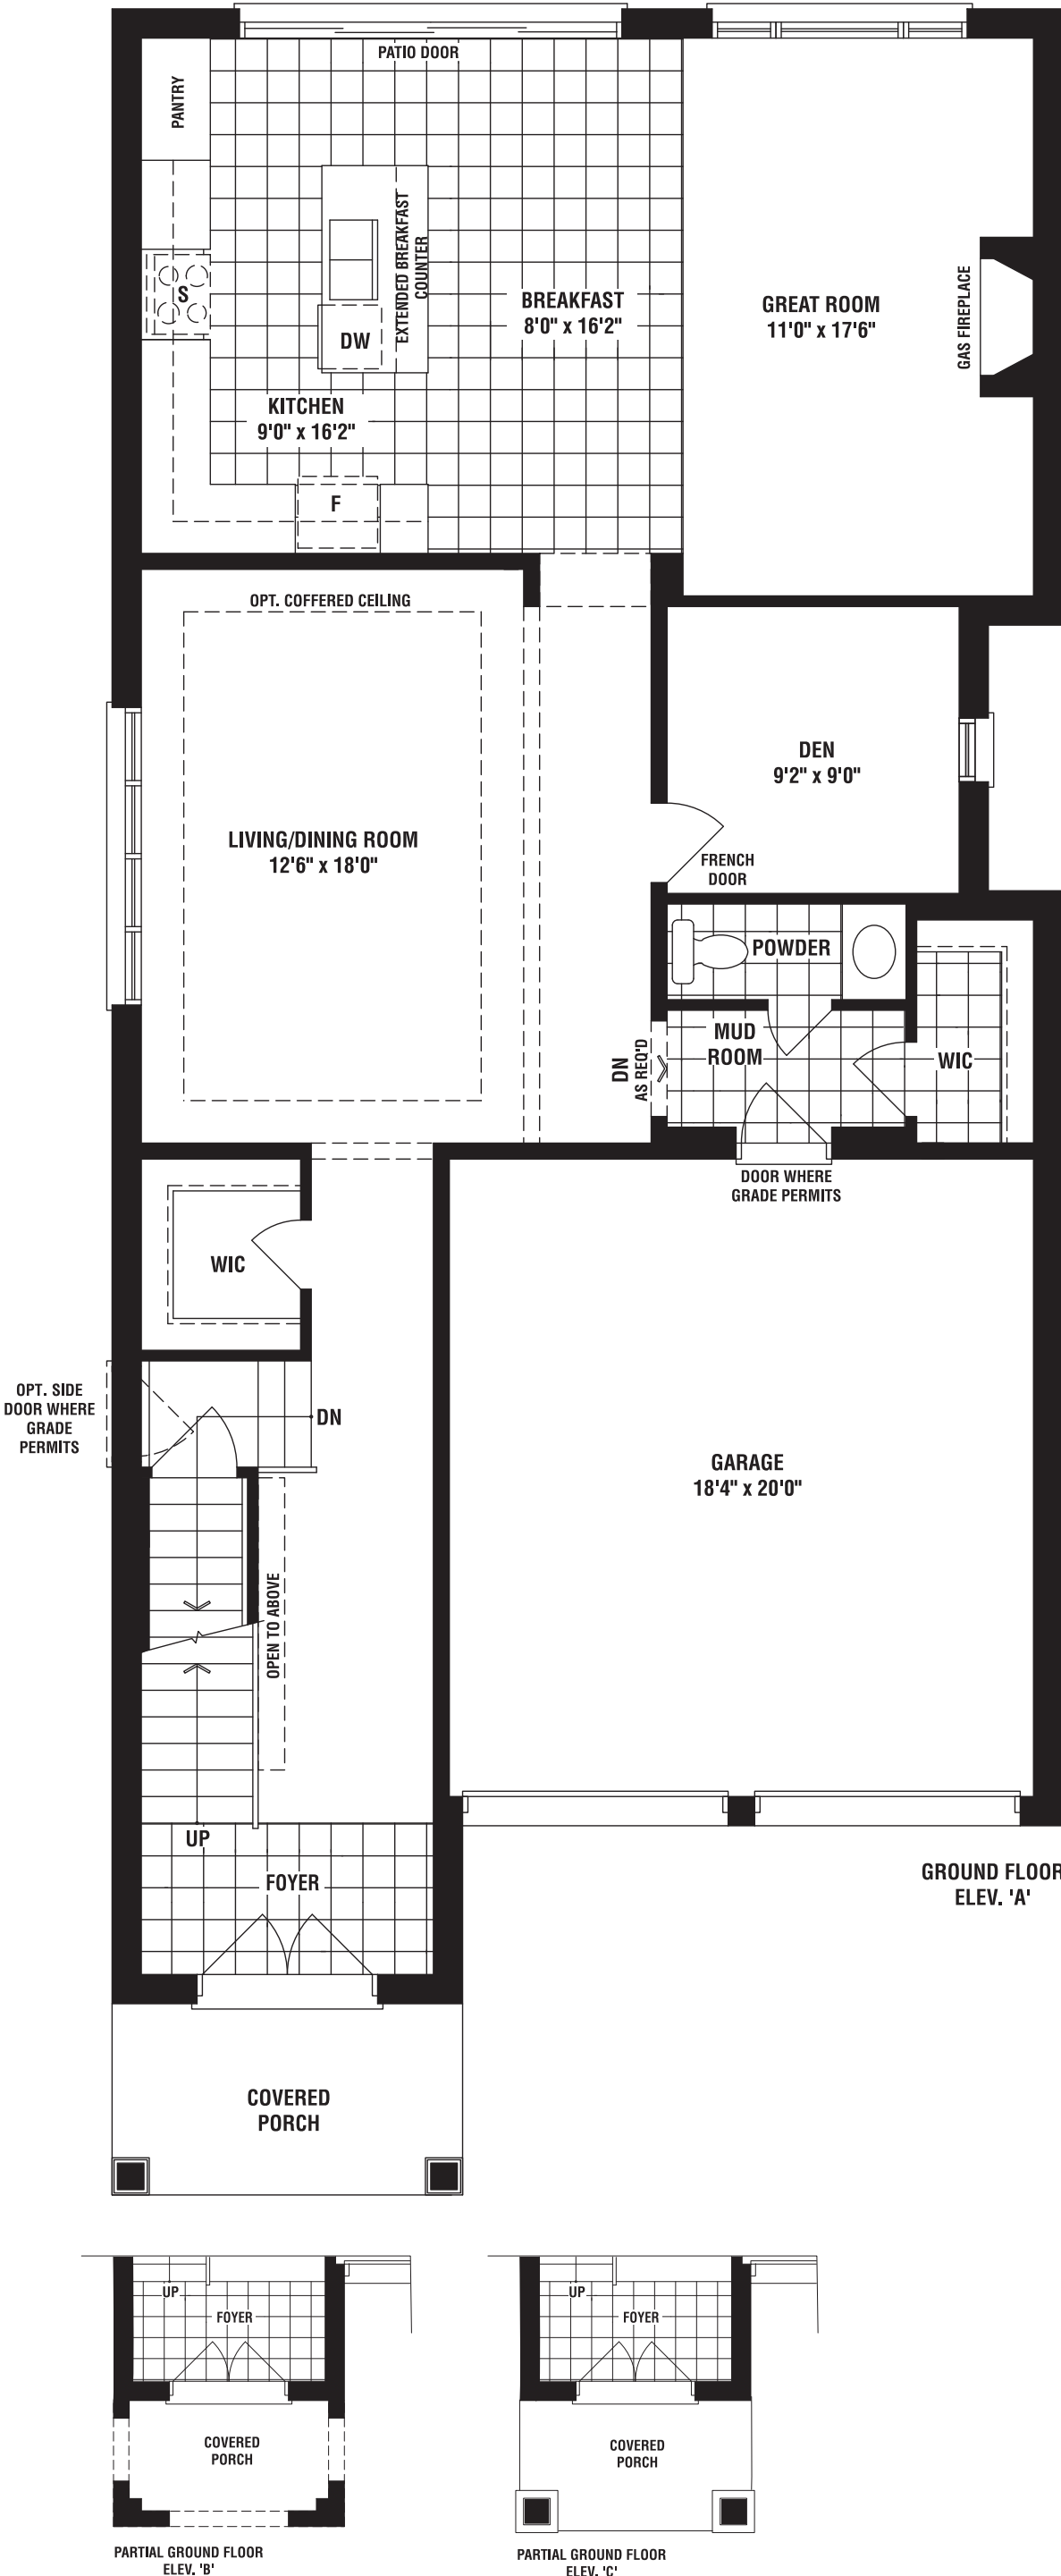 PATIO DOOR
PANTRY
EXTENDED BREAKFAST
COUNTER
S
DW
BREAKFAST
8'0" x 16'2"
GREAT ROOM
11'0" x 17'6"
GAS FIREPLACE
KITCHEN
9'0" x 16'2"
F
OPT. COFFERED CEILING
DEN
9'2" x 9'0"
LIVING/DINING ROOM
12'6" x 18'0"
FRENCH
DOOR
POWDER
MUD
ROOM
WIC
DN
AS REQ'D
DOOR WHERE
GRADE PERMITS
WIC
OPT. SIDE
DOOR WHERE
GRADE
PERMITS
DN
GARAGE
18'4" x 20'0"
OPEN TO ABOVE
UP
FOYER
GROUND FLOOR
ELEV. 'A'
COVERED
PORCH
UP
FOYER
COVERED
PORCH
PARTIAL GROUND FLOOR
ELEV. 'B'
UP
FOYER
COVERED
PORCH
PARTIAL GROUND FLOOR
ELEV. 'C'